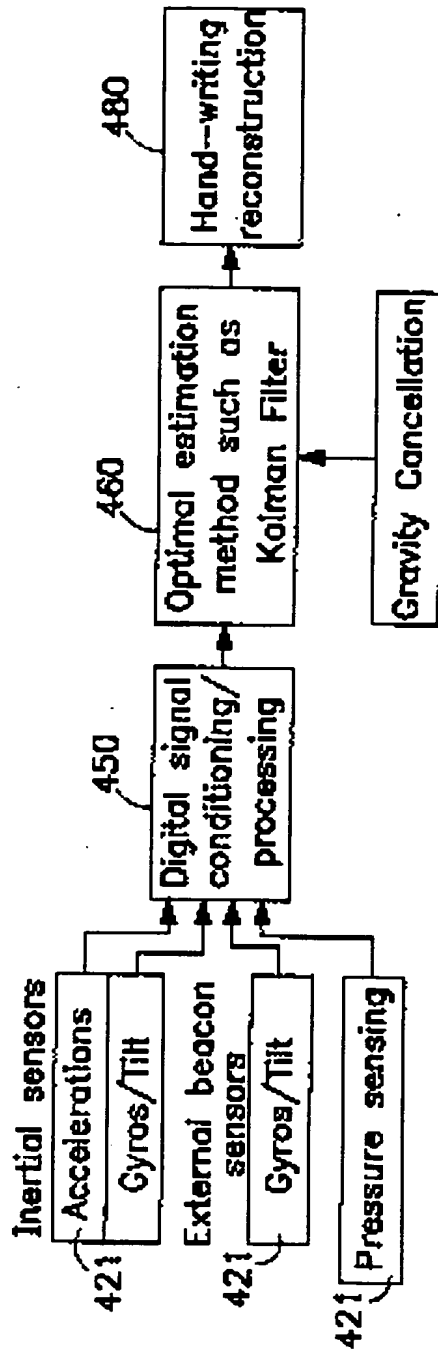 Inertial sensors
Accelerations
Gyros/Tilt
421
External beacon
sensors
Gyros/Tilt
421
Pressure sensing
421
450
Digital signal
conditioning/
processing
460
Optimal estimation
method such as
Kalman Filter
Gravity Cancellation
480
Hand-writing
reconstruction